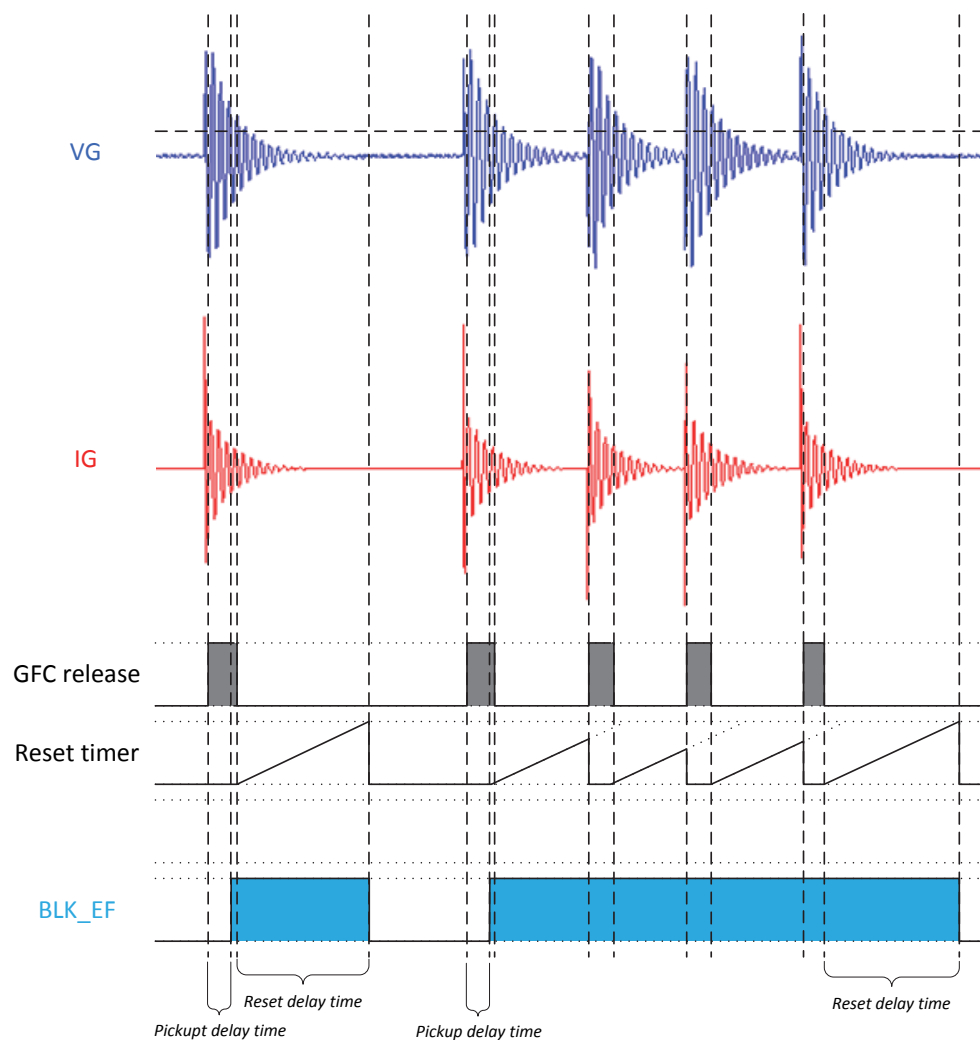 VG
IG
GFC release
Reset timer
BLK_EF
Reset delay time
Reset delay time
Pickupt delay time
Pickup delay time